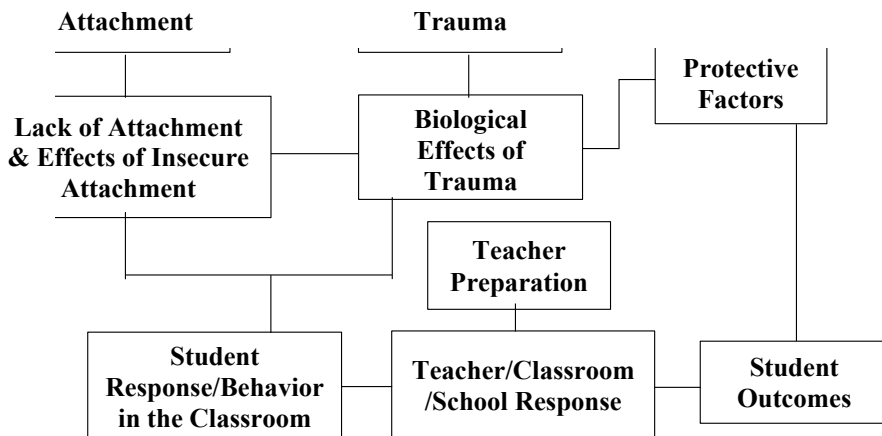 Attachment
Trauma
Protective
Factors
Lack of Attachment
& Effects of Insecure
Attachment
Biological
Effects of
Trauma
Teacher
Preparation
Student
Response/Behavior
in the Classroom
Teacher/Classroom
/School Response
Student
Outcomes